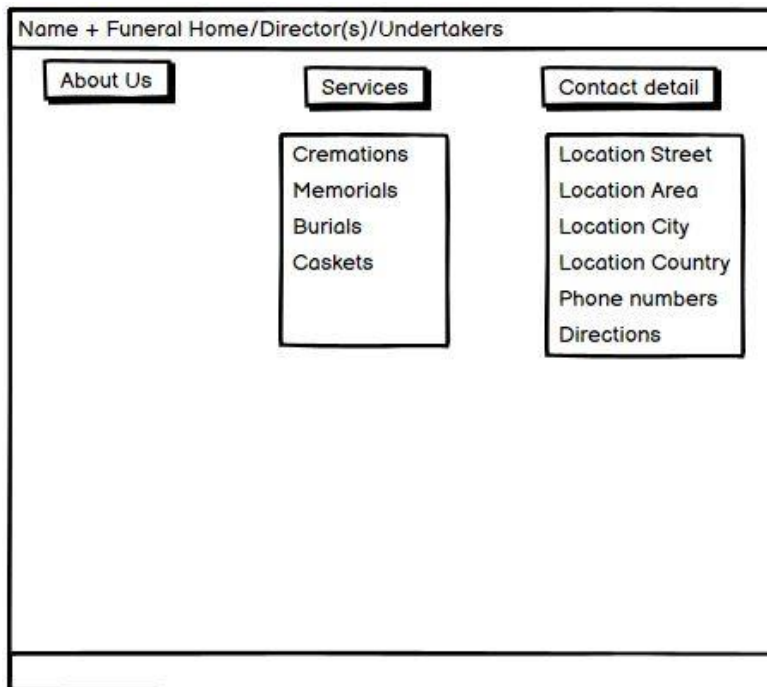 Name + Funeral Home/Director(s)/Undertakers
About Us
Services
Contact detail
Cremations
Memorials
Burials
Caskets
Location Street
Location Area
Location City
Location Country
Phone numbers
Directions